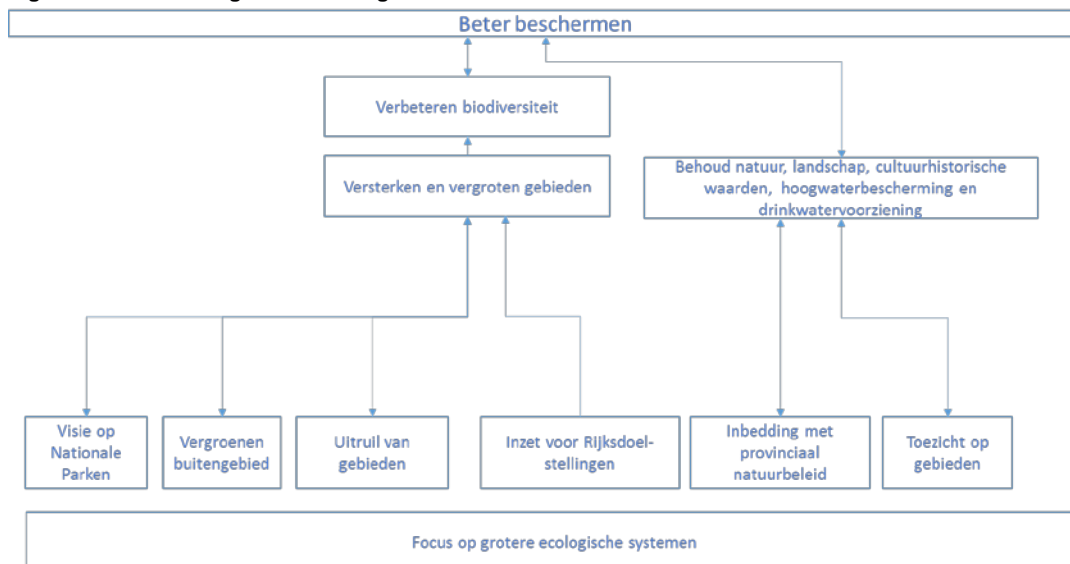 Beter beschermen
Verbeteren biodiversiteit
Versterken en vergroten gebieden
Behoud natuur, landschap, cultuurhistorische
waarden, hoogwaterbescherming en
drinkwatervoorziening
Visie op
Nationale
Parken
Vergroenen
buitengebied
Uitruil van
gebieden
Inzet voor Rijksdoel-
stellingen
Inbedding met
provinciaal
natuurbeleid
Toezicht op
gebieden
Focus op grotere ecologische systemen